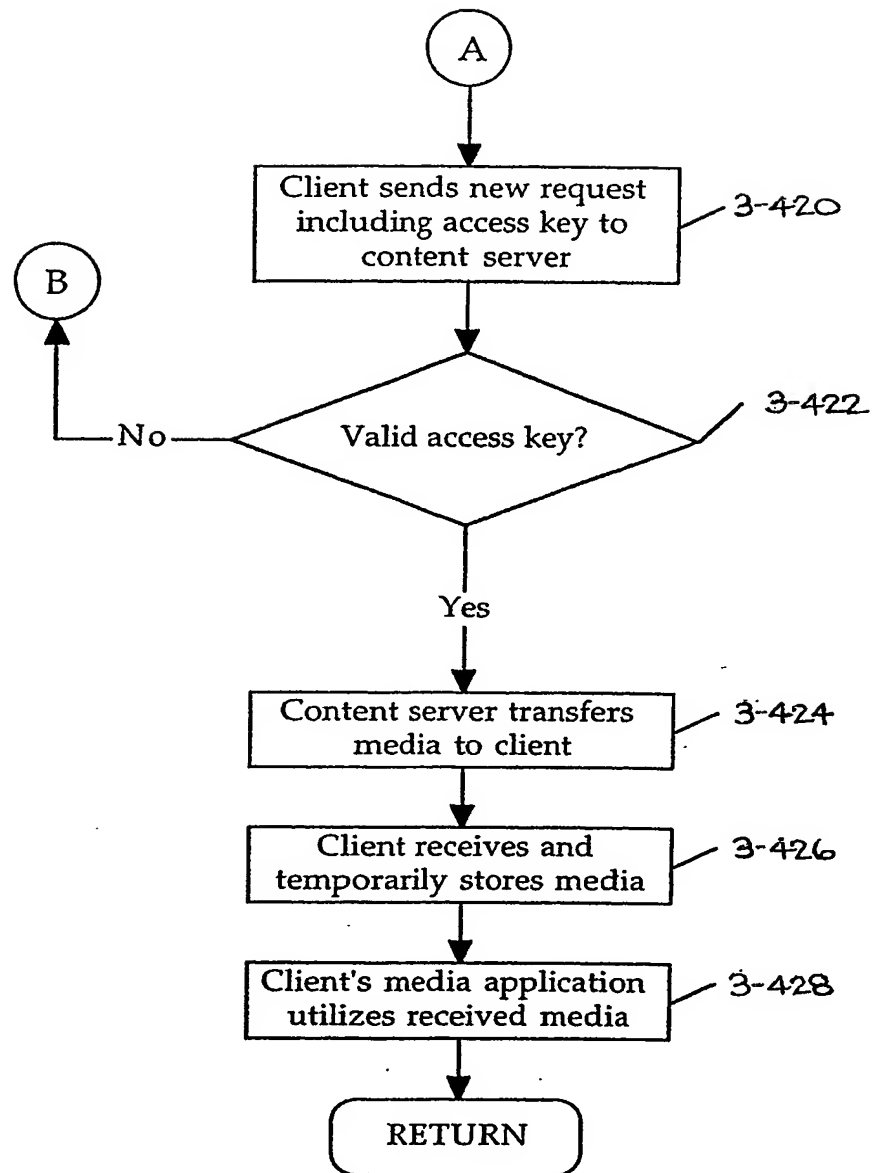 A
Client sends new request
including access key to
content server
3-420
B
Valid access key?
3-422
No
Yes
Content server transfers
media to client
3-424
Client receives and
temporarily stores media
3-426
Client's media application
utilizes received media
3-428
RETURN